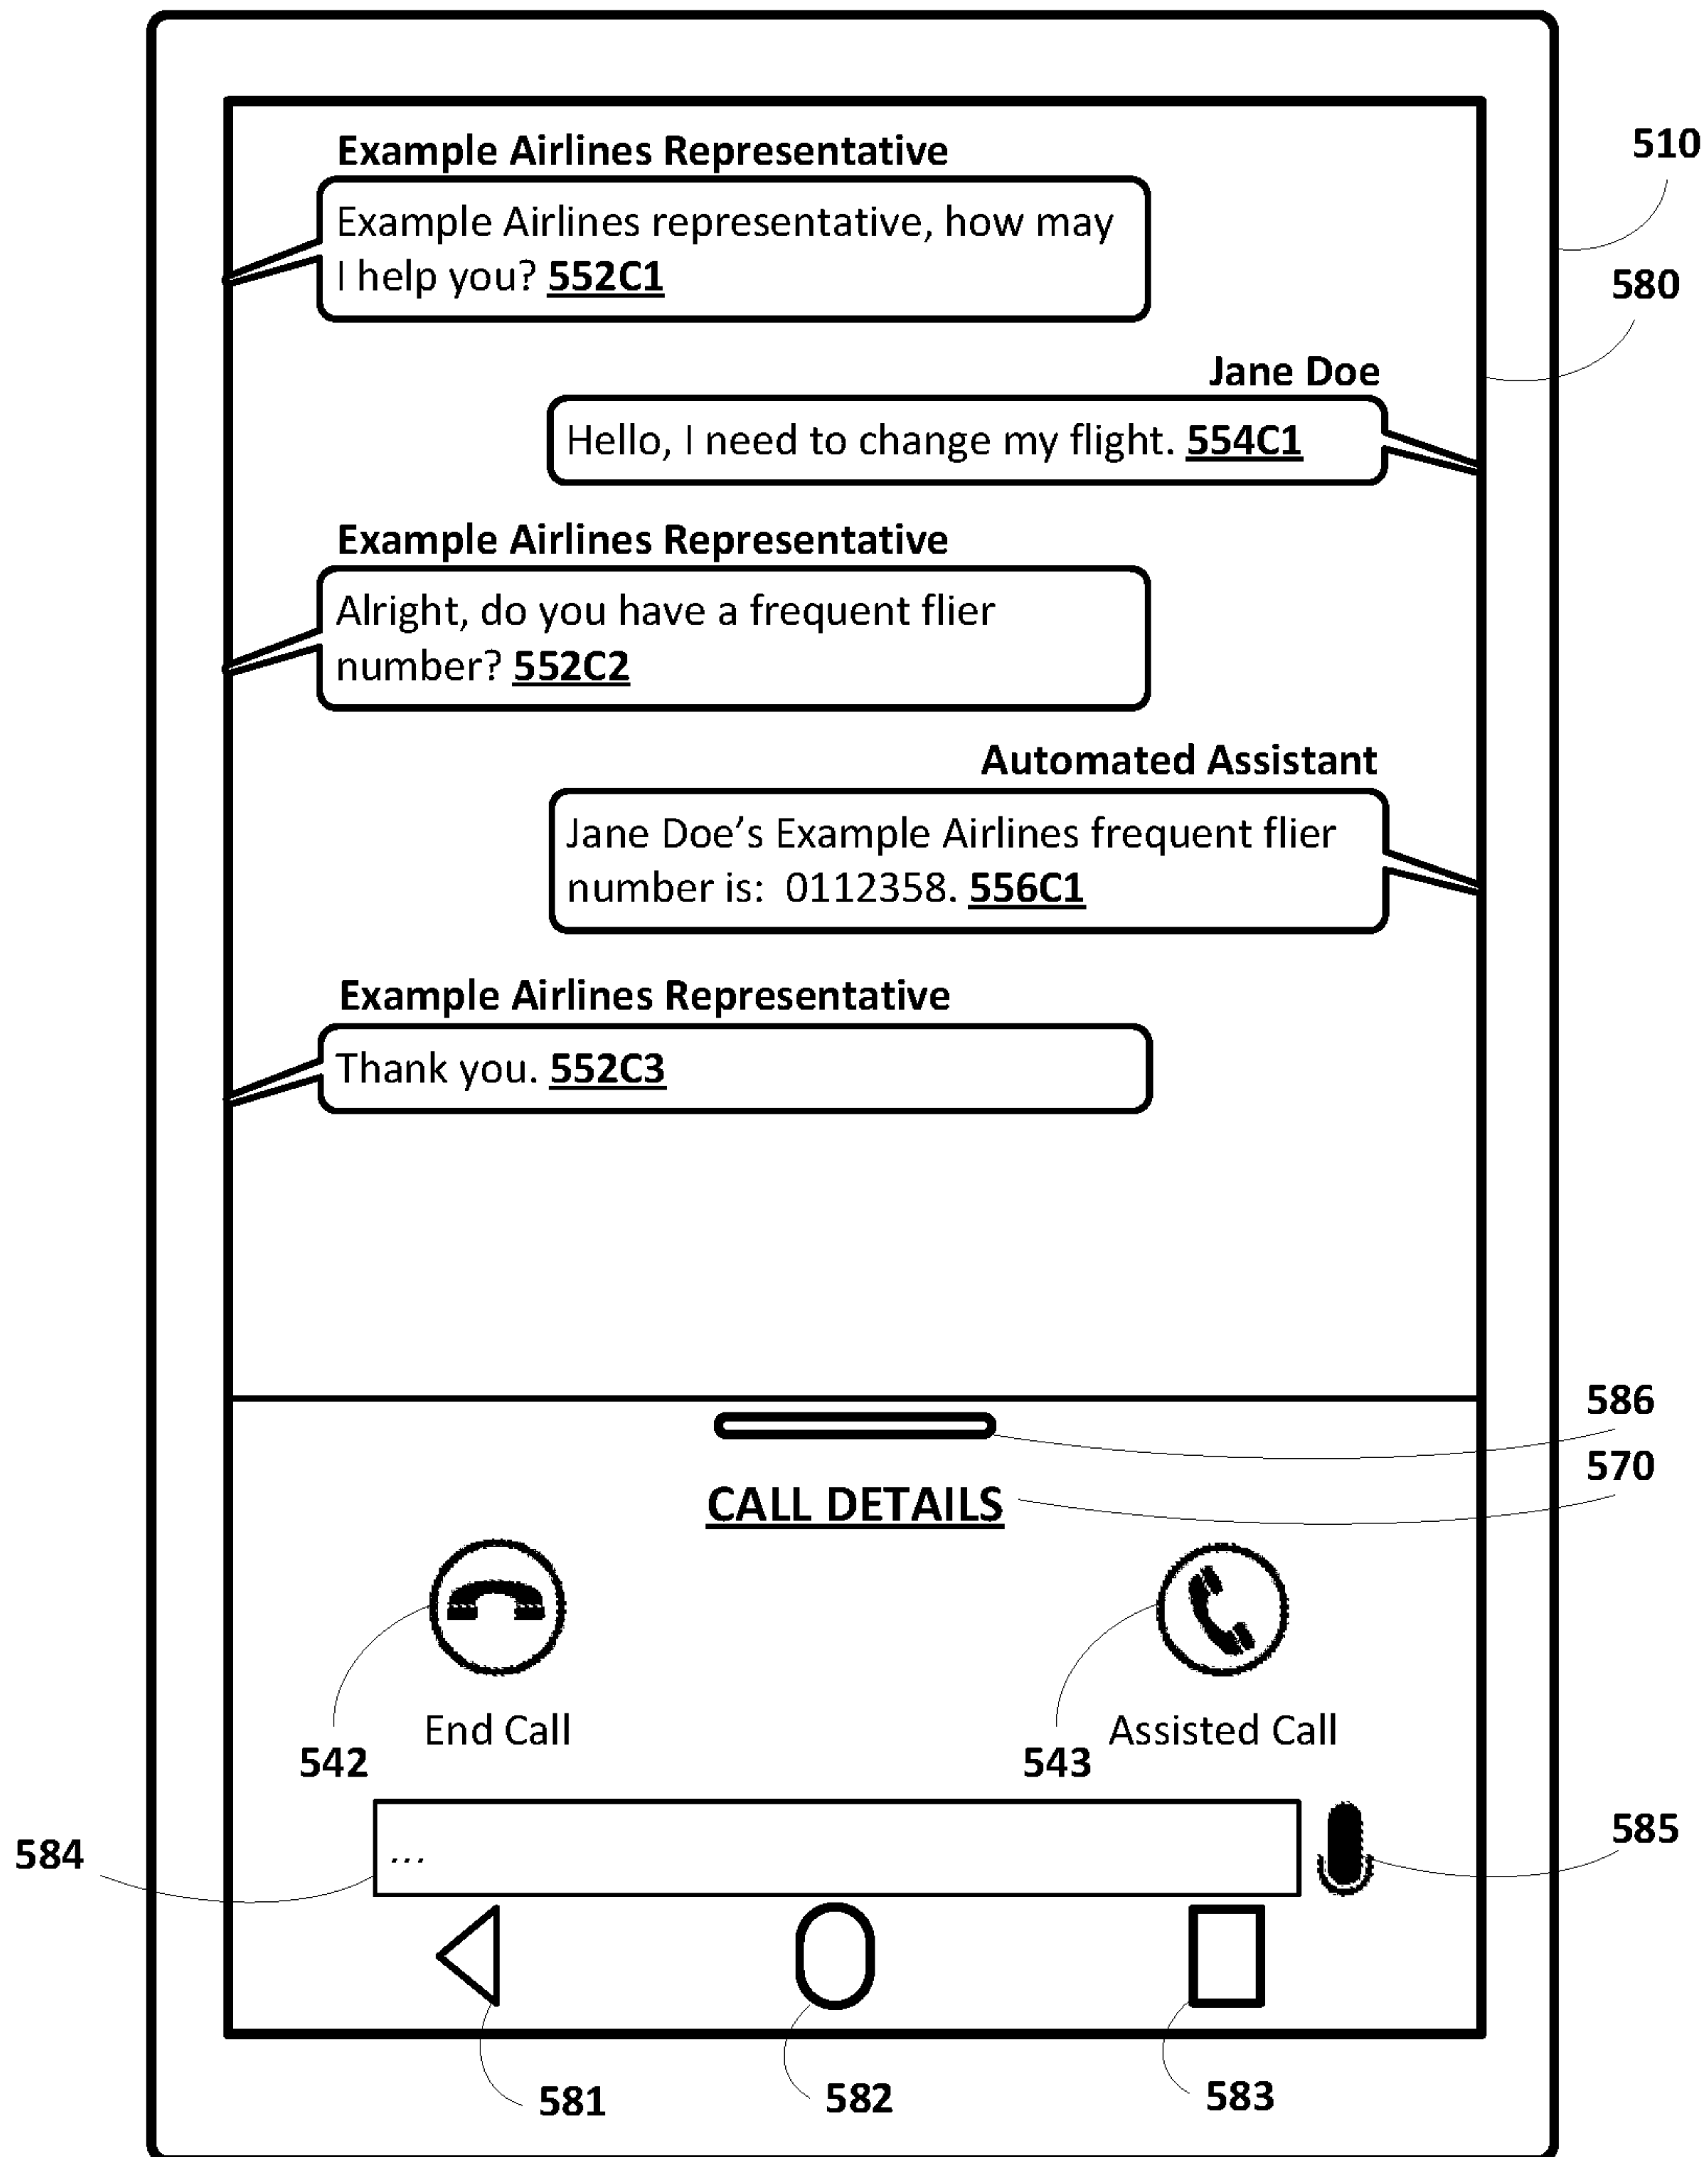 Example Airlines Representative
510
Example Airlines representative, how may
I help you? 552C1
580
Jane Doe
Hello, I need to change my flight. 554C1
Example Airlines Representative
Alright, do you have a frequent flier
number? 552C2
Automated Assistant
Jane Doe’s Example Airlines frequent flier
number is:  0112358. 556C1
Example Airlines Representative
Thank you. 552C3
586
570
CALL DETAILS
End Call
542
Assisted Call
543
584
...
585
581
582
583